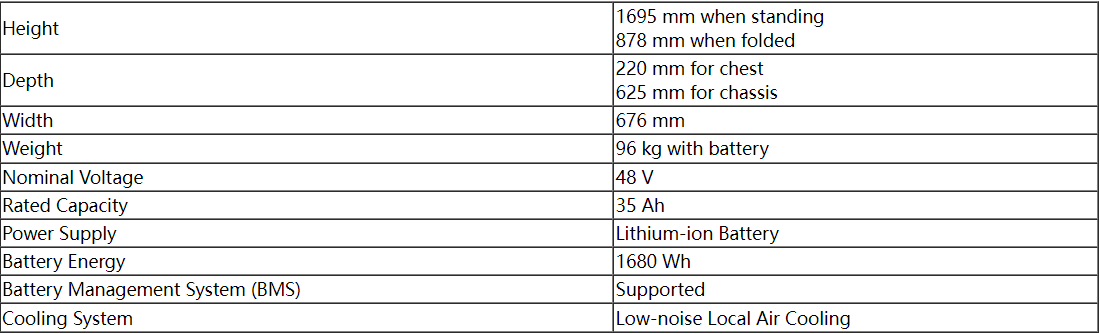 Height
1695 mm when standing
878 mm when folded
Depth
220 mm for chest
625 mm for chassis
Width
676 mm
Weight
96 kg with battery
Nominal Voltage
48 V
Rated Capacity
35 Ah
Power Supply
Lithium-ion Battery
Battery Energy
1680 Wh
Battery Management System (BMS)
Supported
Cooling System
Low-noise Local Air Cooling